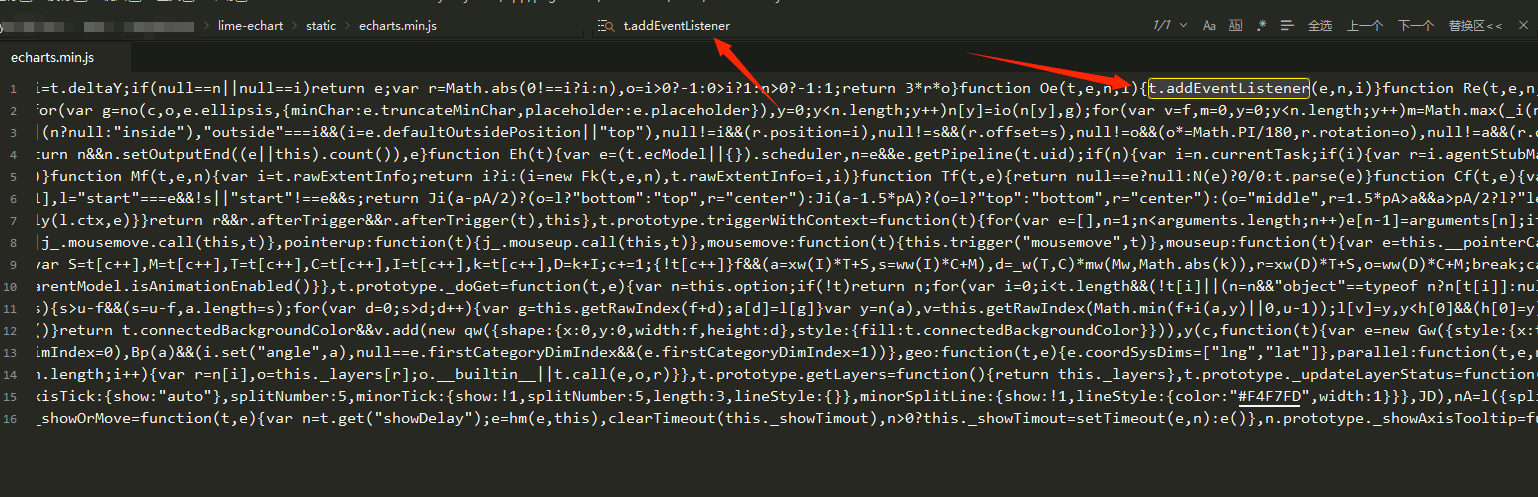 lime-echart > static > echarts.min.js t.addEventListener 1/1 Aa Ab .* 全选 上一个 下一个 替换区<<
echarts.min.js
1 i=t.deltaY;if(null==n||null==i)return e;var r=Math.abs(0!==i?i:n),o=i>0?-1:0>i?1:n>0?-1:1;return 3*r*o}function Oe(t,e,n,i){t.addEventListener(e,n,i)}function Re(t,e,n,
2 for(var g=no(c,o,e.ellipsis,{minChar:e.truncateMinChar,placeholder:e.placeholder}),y=0;y<n.length;y++)n[y]=io(n[y],g);for(var v=f,m=0,y=0;y<n.length;y++)m=Math.max(_i(n
3 |(n?null:"inside"),"outside"===i&&(i=e.defaultOutsidePosition||"top"),null!=i&&(r.position=i),null!=s&&(r.offset=s),null!=o&&(o*=Math.PI/180,r.rotation=o),null!=a&&(r.
4 turn n&&n.setOutputEnd((e||this).count()),e}function Eh(t){var e=(t.ecModel||{}).scheduler,n=e&&e.getPipeline(t.uid);if(n){var i=n.currentTask;if(i){var r=i.agentStubMa
5 )}function Mf(t,e,n){var i=t.rawExtentInfo;return i?i:(i=new Fk(t,e,n),t.rawExtentInfo=i,i)}function Tf(t,e){return null==e?null:N(e)?0/0:t.parse(e)}function Cf(t,e){va
6 1],l="start"===e&&!s||"start"!==e&&s;return Ji(a-pA/2)?(o=l?"bottom":"top",r="center"):Ji(a-1.5*pA)?(o=l?"top":"bottom",r="center"):(o="middle",r=1.5*pA>a&&a>pA/2?l?"le
7 ly(l.ctx,e)}}return r&&r.afterTrigger&&r.afterTrigger(t),this},t.prototype.triggerWithContext=function(t){for(var e=[],n=1;n<arguments.length;n++)e[n-1]=arguments[n];i
8 |j_.mousemove.call(this,t)},pointerup:function(t){j_.mouseup.call(this,t)},mousemove:function(t){this.trigger("mousemove",t)},mouseup:function(t){var e=this.__pointerCa
9 var S=t[c++],M=t[c++],T=t[c++],C=t[c++],I=t[c++],k=t[c++],D=k+I;c+=1;{!t[c++]}f&&(a=xw(I)*T+S,s=ww(I)*C+M),d=_w(T,C)*mw(Mw,Math.abs(k)),r=xw(D)*T+S,o=ww(D)*C+M;break;ca
10 arentModel.isAnimationEnabled()}},t.prototype._doGet=function(t,e){var n=this.option;if(!t)return n;for(var i=0;i<t.length&&(!t[i]||(n=n&&"object"==typeof n?n[t[i]]:nul
11 s){s>u-f&&(s=u-f,a.length=s);for(var d=0;s>d;d++){var g=this.getRawIndex(f+d);a[d]=l[g]}var y=n(a),v=this.getRawIndex(Math.min(f+i(a,y)||0,u-1));l[v]=y,y<h[0]&&(h[0]=y)
12 ()}return t.connectedBackgroundColor&&v.add(new qw({shape:{x:0,y:0,width:f,height:d},style:{fill:t.connectedBackgroundColor}})),y(c,function(t){var e=new Gw({style:{x:t
13 imIndex=0),Bp(a)&&(i.set("angle",a),null==e.firstCategoryDimIndex&&(e.firstCategoryDimIndex=1))},geo:function(t,e){e.coordSysDims=["lng","lat"]},parallel:function(t,e,n
14 n.length;i++){var r=n[i],o=this._layers[r];o.__builtin__||t.call(e,o,r)}},t.prototype.getLayers=function(){return this._layers},t.prototype._updateLayerStatus=function(
15 xisTick:{show:"auto"},splitNumber:5,minorTick:{show:!1,splitNumber:5,length:3,lineStyle:{}},minorSplitLine:{show:!1,lineStyle:{color:"#F4F7FD",width:1}}},JD),nA=l({spl
16 _showOrMove=function(t,e){var n=t.get("showDelay");e=hm(e,this),clearTimeout(this._showTimout),n>0?this._showTimout=setTimeout(e,n):e()},n.prototype._showAxisTooltip=fu